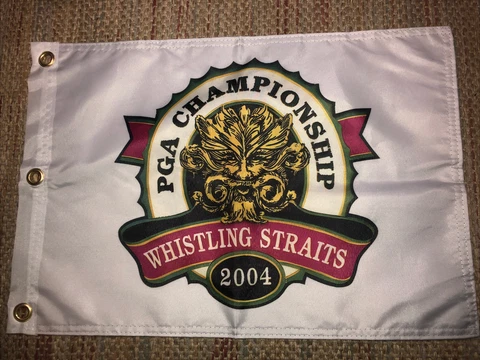 PGA CHAMPIONSHIP
WHISTLING STRAITS
2004